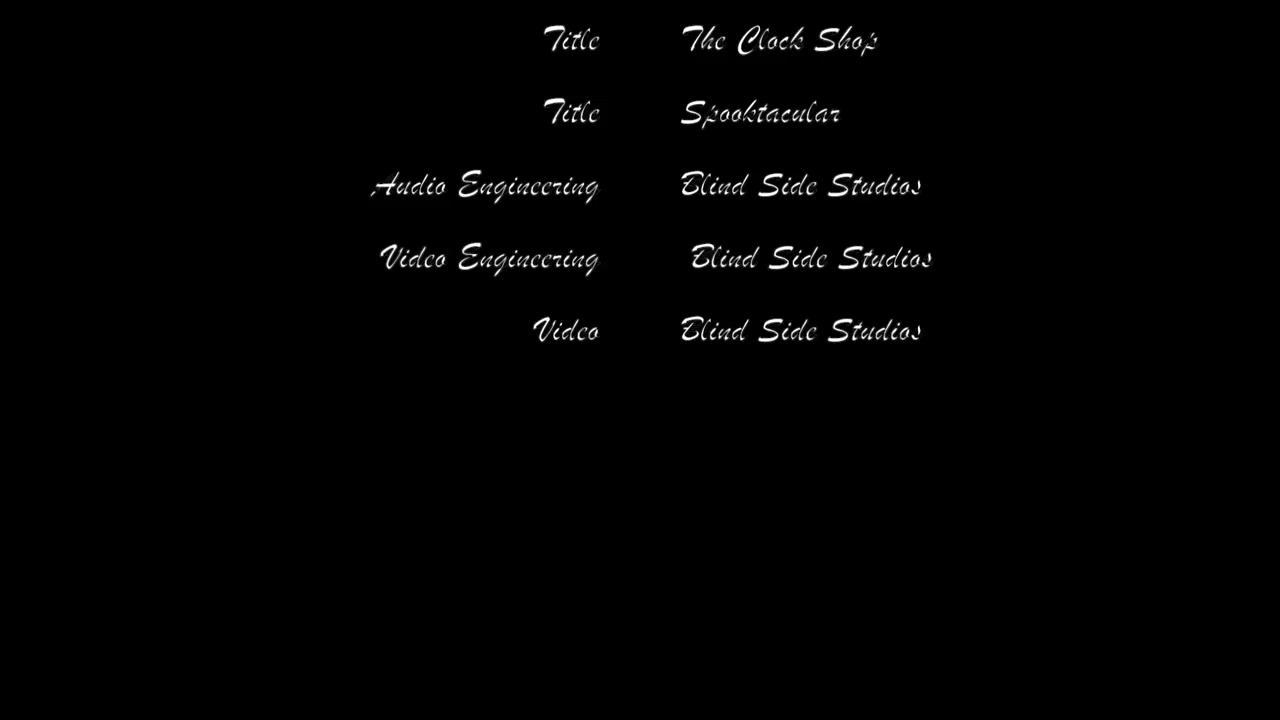 Title The Clock Shop
Title Spooktacular
Audio Engineering Blind Side Studios
Video Engineering Blind Side Studios
Video Blind Side Studios